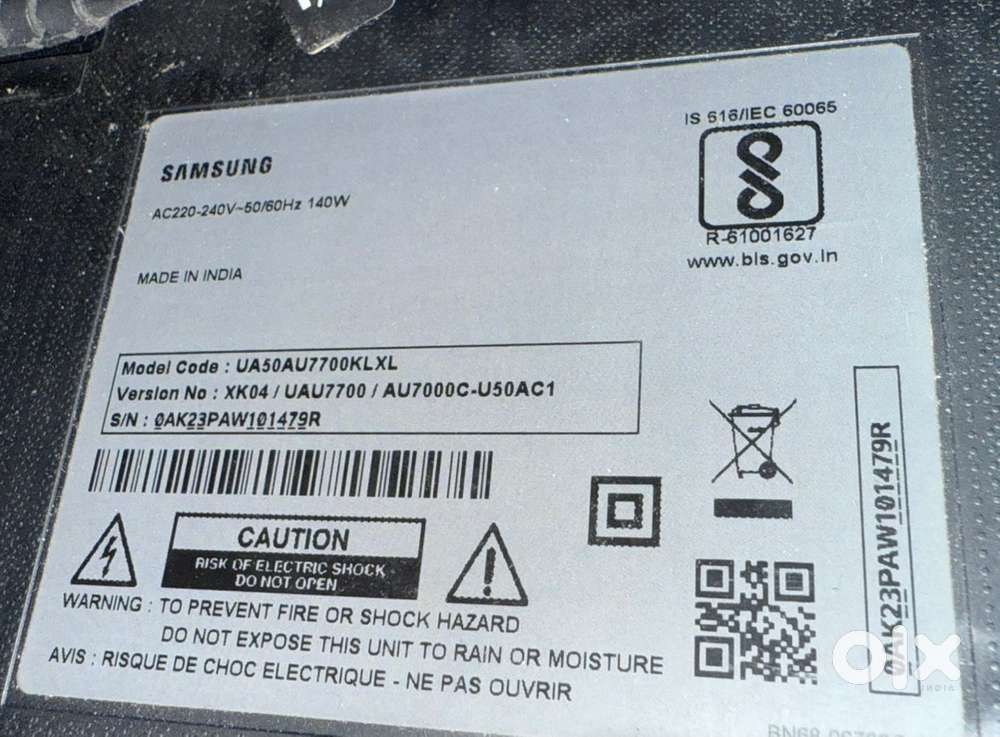 SAMSUNG
AC220-240V~50/60Hz 140W
MADE IN INDIA
IS 616/IEC 60065
R-61001627
www.bis.gov.in
Model Code : UA50AU7700KLXL
Version No : XK04 / UAU7700 / AU7000C-U50AC1
S/N : 0AK23PAW101479R
0AK23PAW101479R
CAUTION
RISK OF ELECTRIC SHOCK
DO NOT OPEN
WARNING : TO PREVENT FIRE OR SHOCK HAZARD
DO NOT EXPOSE THIS UNIT TO RAIN OR MOISTURE
AVIS : RISQUE DE CHOC ELECTRIQUE - NE PAS OUVRIR
olx
INDIA